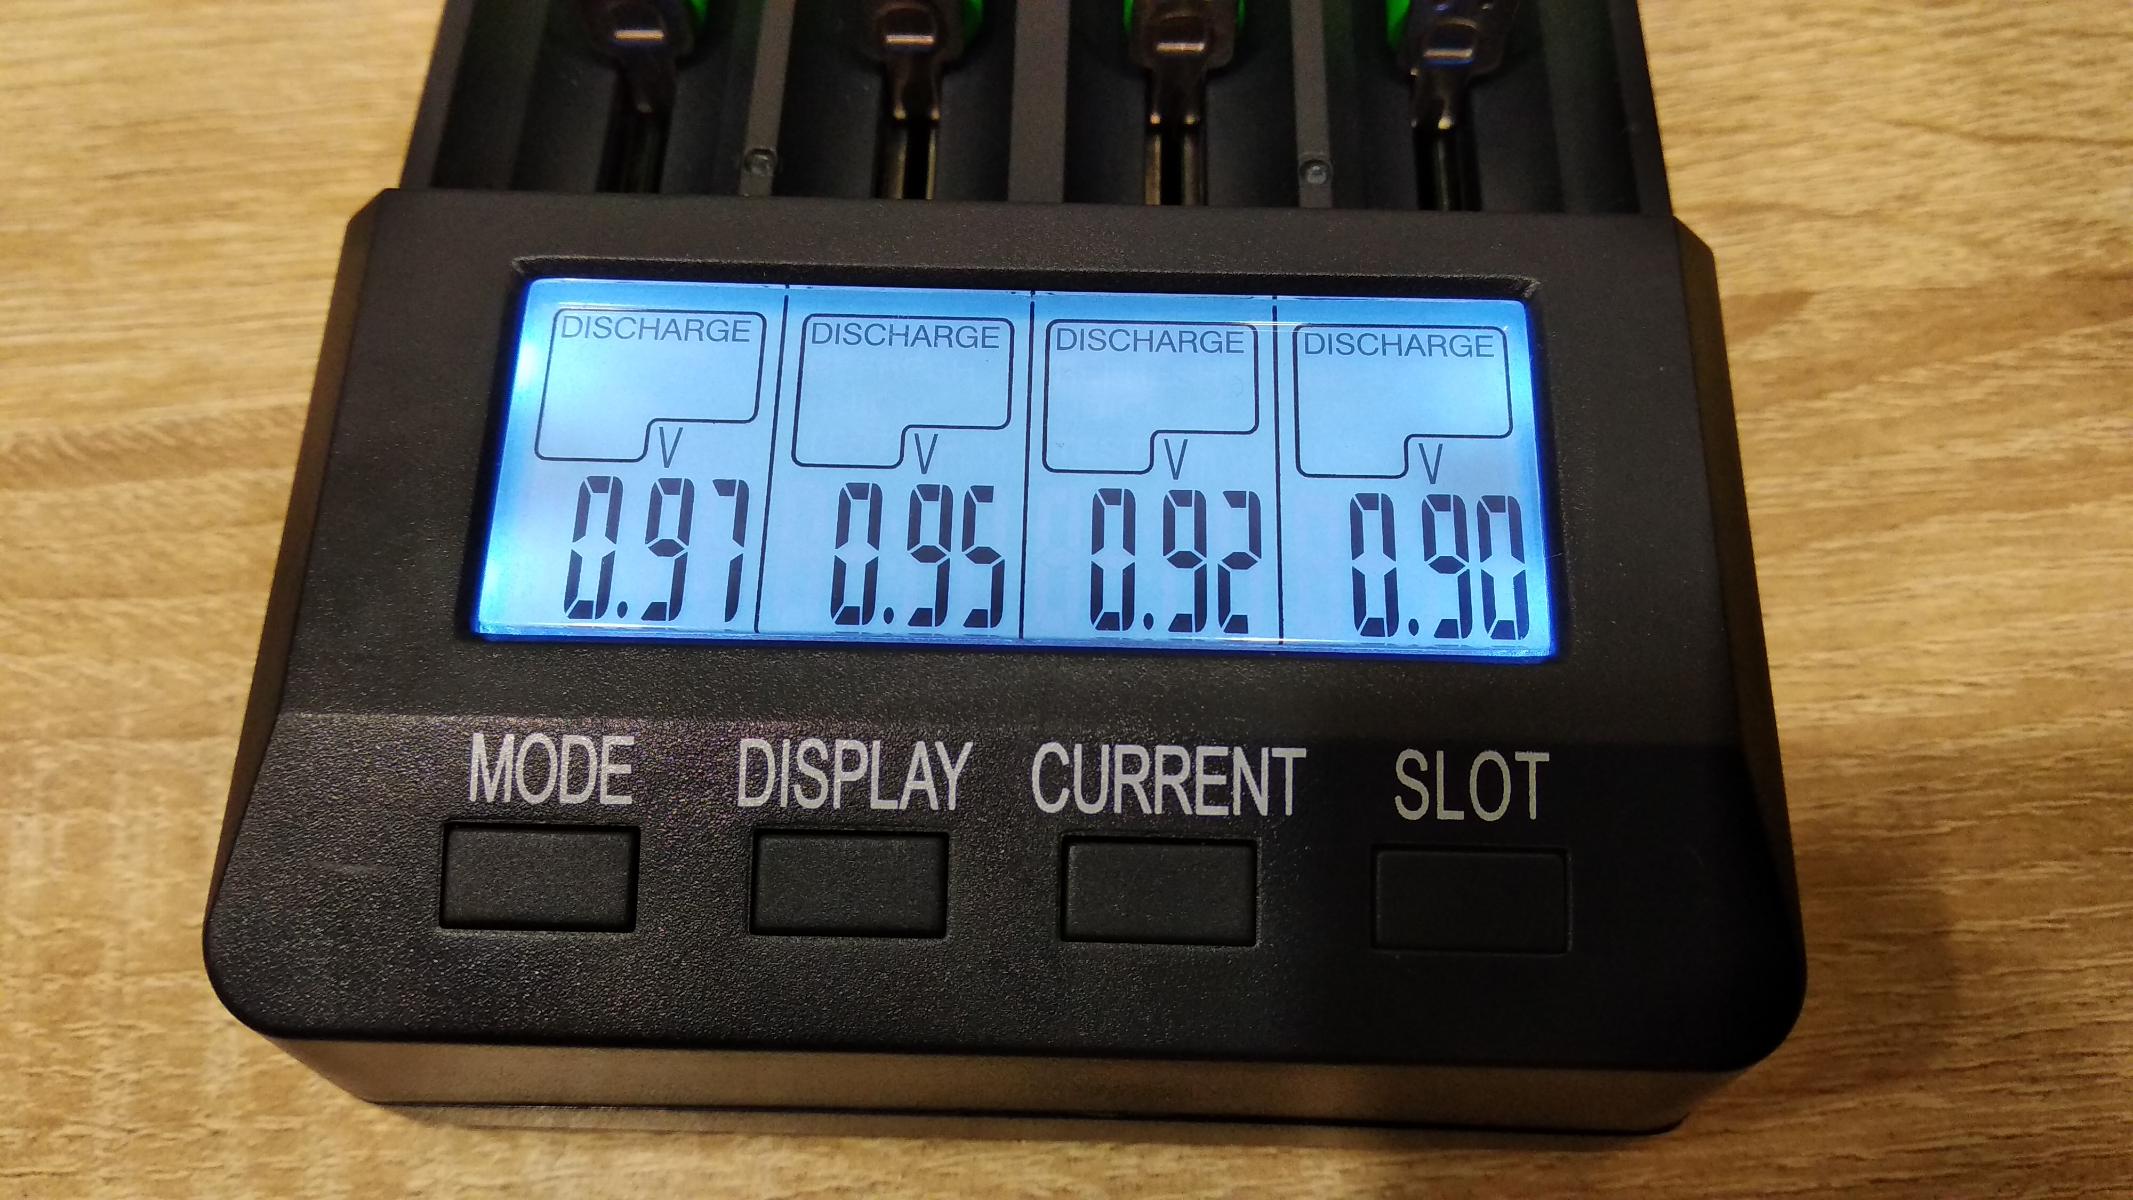 DISCHARGE DISCHARGE DISCHARGE DISCHARGE
V V V V
0.97 0.95 0.92 0.90
MODE DISPLAY CURRENT SLOT